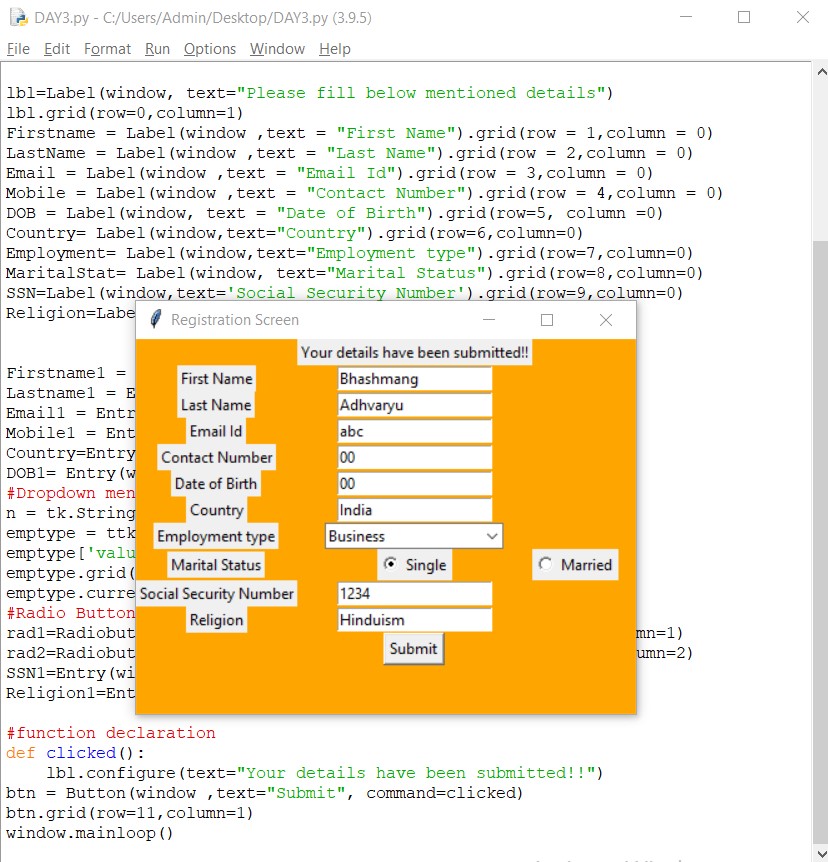 DAY3.py - C:/Users/Admin/Desktop/DAY3.py (3.9.5)
File Edit Format Run Options Window Help
lbl=Label(window, text="Please fill below mentioned details")
lbl.grid(row=0,column=1)
Firstname = Label(window ,text = "First Name").grid(row = 1,column = 0)
LastName = Label(window ,text = "Last Name").grid(row = 2,column = 0)
Email = Label(window ,text = "Email Id").grid(row = 3,column = 0)
Mobile = Label(window ,text = "Contact Number").grid(row = 4,column = 0)
DOB = Label(window, text = "Date of Birth").grid(row=5, column =0)
Country= Label(window,text="Country").grid(row=6,column=0)
Employment= Label(window,text="Employment type").grid(row=7,column=0)
MaritalStat= Label(window, text="Marital Status").grid(row=8,column=0)
SSN=Label(window,text='Social Security Number').grid(row=9,column=0)
Religion=Labe
Firstname1 =
Lastname1 = E
Email1 = Entr
Mobile1 = Ent
Country=Entry
DOB1= Entry(w
#Dropdown men
n = tk.String
emptype = ttk
emptype['valu
emptype.grid(
emptype.curre
#Radio Button
rad1=Radiobut umn=1)
rad2=Radiobut umn=2)
SSN1=Entry(wi
Religion1=Ent
#function declaration
def clicked():
    lbl.configure(text="Your details have been submitted!!")
btn = Button(window ,text="Submit", command=clicked)
btn.grid(row=11,column=1)
window.mainloop()
Registration Screen
Your details have been submitted!!
First Name Bhashmang
Last Name Adhvaryu
Email Id abc
Contact Number 00
Date of Birth 00
Country India
Employment type Business
Marital Status Single Married
Social Security Number 1234
Religion Hinduism
Submit